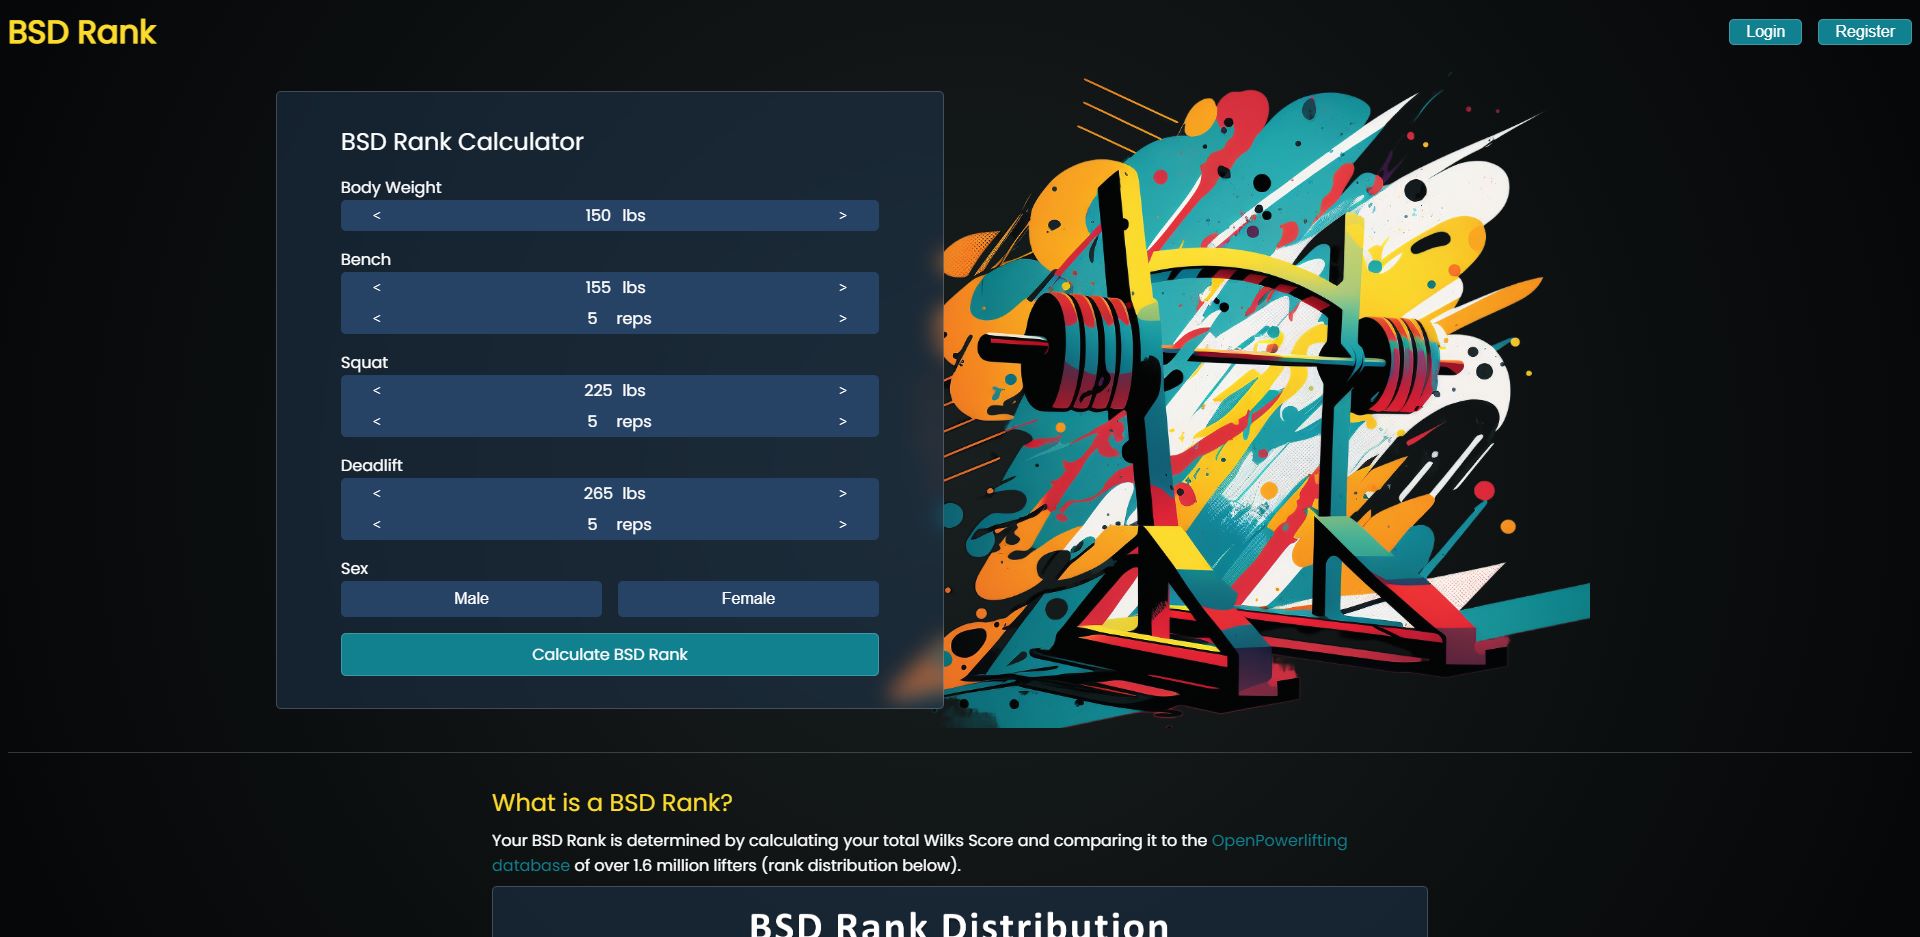 BSD Rank
Login Register
BSD Rank Calculator
Body Weight
< 150 lbs >
Bench
< 155 lbs >
< 5 reps >
Squat
< 225 lbs >
< 5 reps >
Deadlift
< 265 lbs >
< 5 reps >
Sex
Male Female
Calculate BSD Rank
What is a BSD Rank?
Your BSD Rank is determined by calculating your total Wilks Score and comparing it to the OpenPowerlifting
database of over 1.6 million lifters (rank distribution below).
BSD Rank Distribution